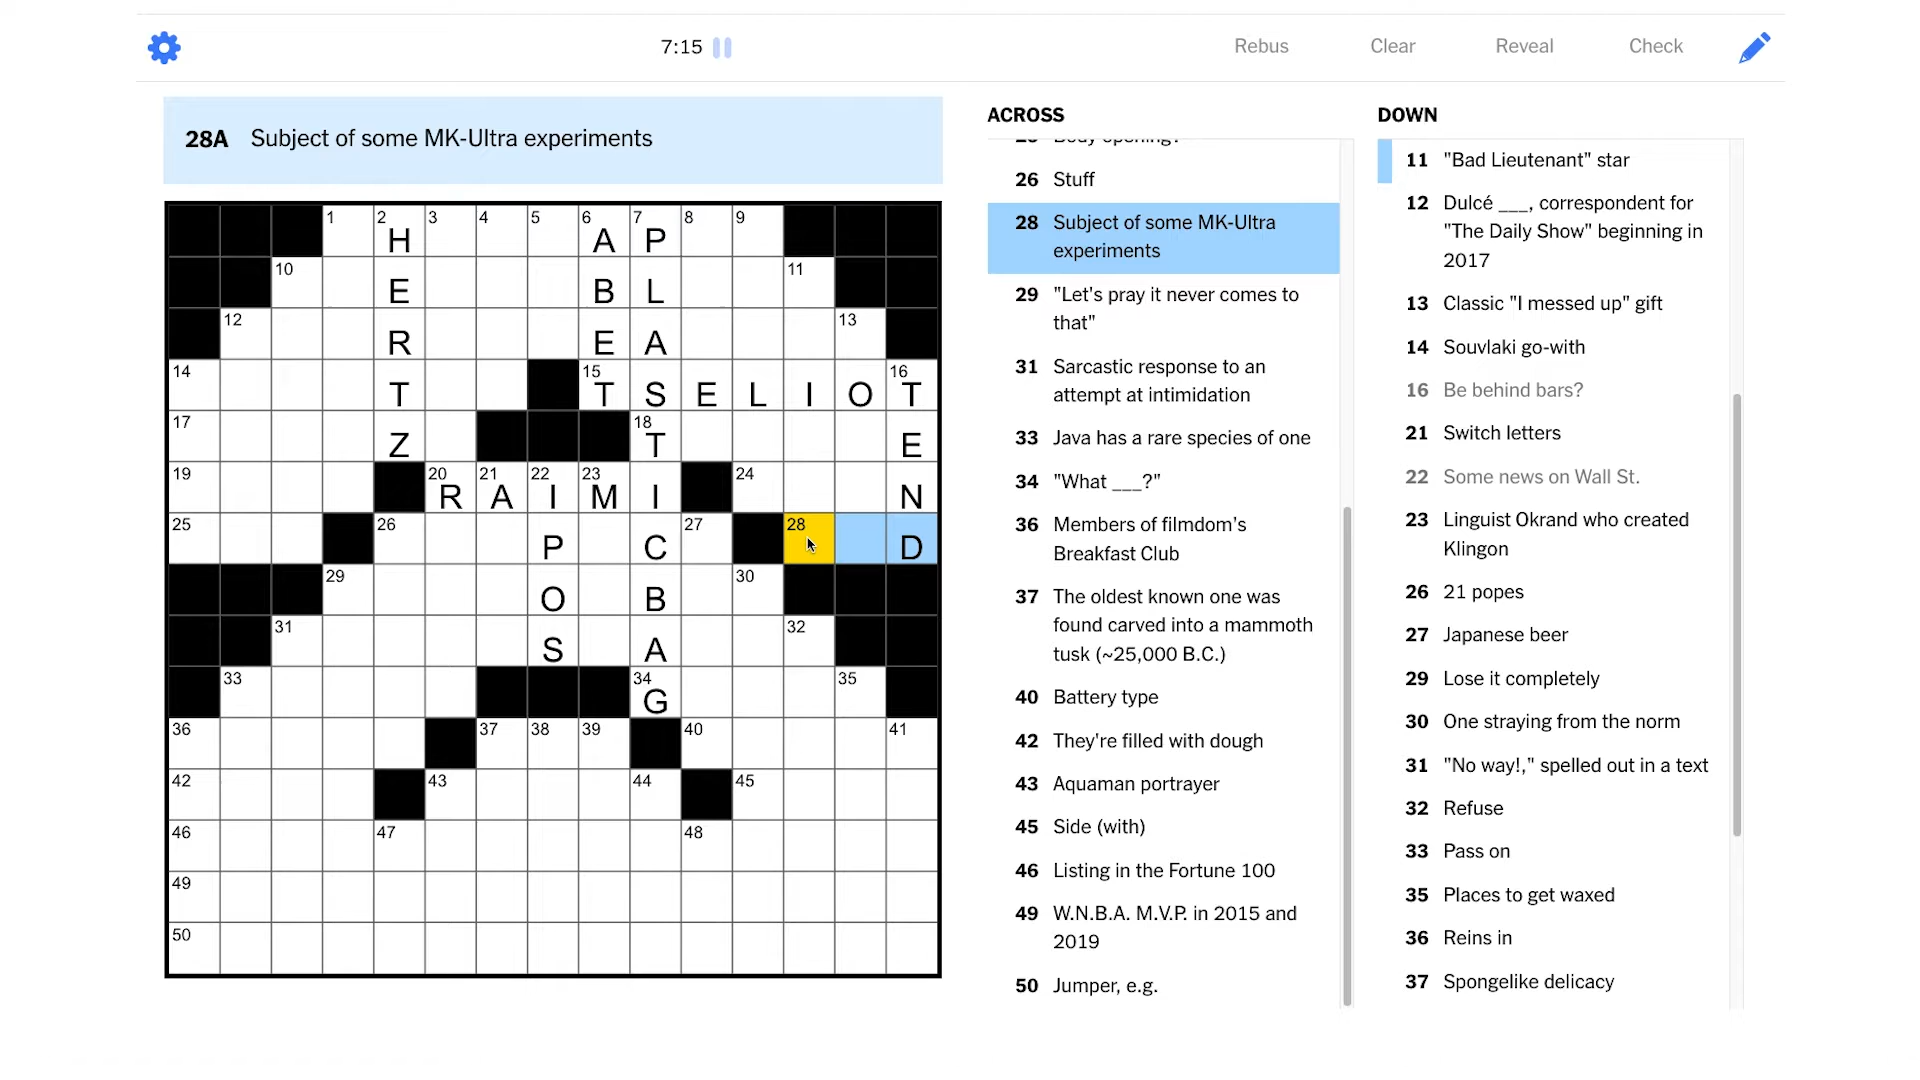 7:15
Rebus
Clear
Reveal
Check
28A Subject of some MK-Ultra experiments
1 2 3 4 5 6 7 8 9
H A P
10 11
E B L
12 13
R E A
14 15 16
T T S E L I O T
17 18
Z T E
19 20 21 22 23 24
R A I M I N
25 26 27 28
P C D
29 30
O B
31 32
S A
33 34 35
G
36 37 38 39 40 41
42 43 44 45
46 47 48
49
50
ACROSS
26 Stuff
28 Subject of some MK-Ultra
experiments
29 "Let's pray it never comes to
that"
31 Sarcastic response to an
attempt at intimidation
33 Java has a rare species of one
34 "What ___?"
36 Members of filmdom's
Breakfast Club
37 The oldest known one was
found carved into a mammoth
tusk (~25,000 B.C.)
40 Battery type
42 They're filled with dough
43 Aquaman portrayer
45 Side (with)
46 Listing in the Fortune 100
49 W.N.B.A. M.V.P. in 2015 and
2019
50 Jumper, e.g.
DOWN
11 "Bad Lieutenant" star
12 Dulcé ___, correspondent for
"The Daily Show" beginning in
2017
13 Classic "I messed up" gift
14 Souvlaki go-with
16 Be behind bars?
21 Switch letters
22 Some news on Wall St.
23 Linguist Okrand who created
Klingon
26 21 popes
27 Japanese beer
29 Lose it completely
30 One straying from the norm
31 "No way!," spelled out in a text
32 Refuse
33 Pass on
35 Places to get waxed
36 Reins in
37 Spongelike delicacy